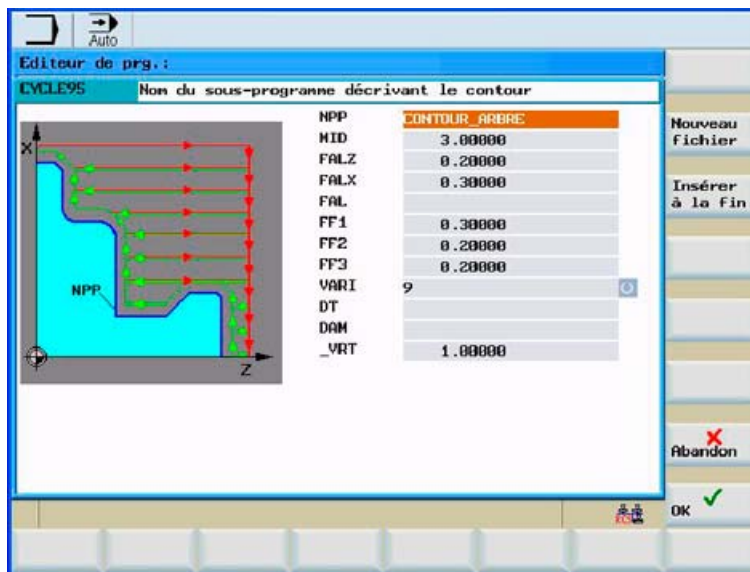 Auto
Editeur de prg.:
CYCLE95 Nom du sous-programme décrivant le contour
X
NPP
Z
NPP CONTOUR_ARBRE
MID 3.00000
FALZ 0.20000
FALX 0.30000
FAL
FF1 0.30000
FF2 0.20000
FF3 0.20000
VARI 9
DT
DAM
_VRT 1.00000
Nouveau
fichier
Insérer
à la fin
Abandon
OK